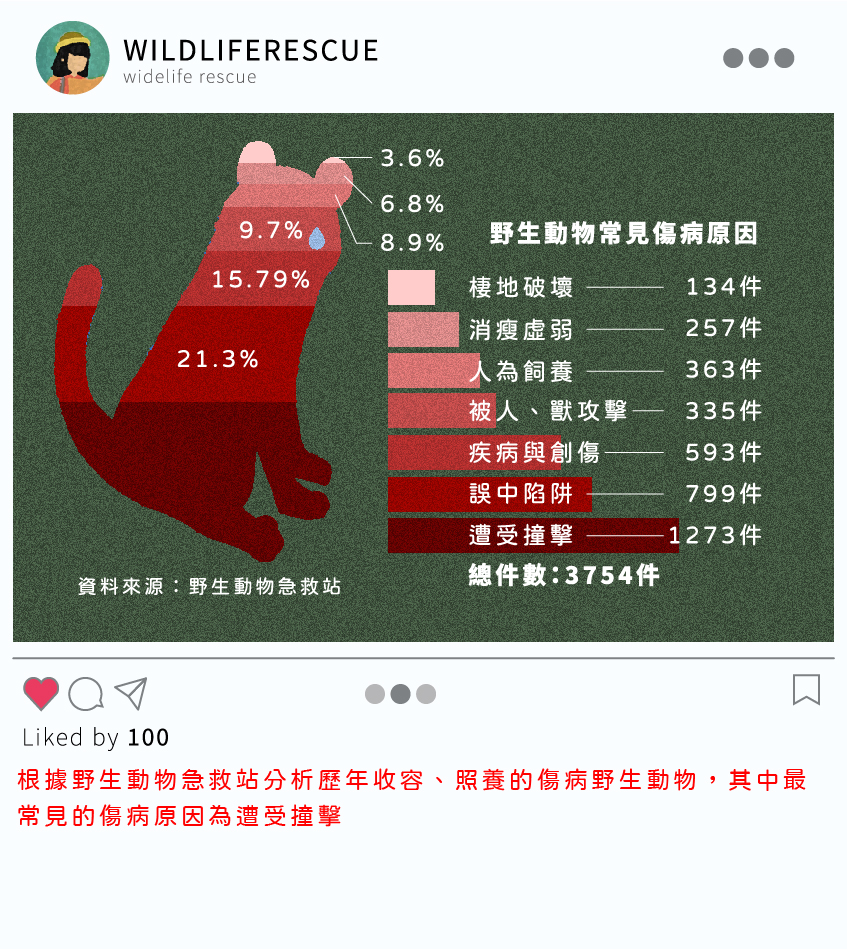 WILDLIFERESCUE
widelife rescue
3.6%
6.8%
8.9%
9.7%
15.79%
21.3%
野生動物常見傷病原因
棲地破壞 134件
消瘦虛弱 257件
人為飼養 363件
被人、獸攻擊 335件
疾病與創傷 593件
誤中陷阱 799件
遭受撞擊 1273件
總件數:3754件
資料來源：野生動物急救站
Liked by 100
根據野生動物急救站分析歷年收容、照養的傷病野生動物，其中最
常見的傷病原因為遭受撞擊